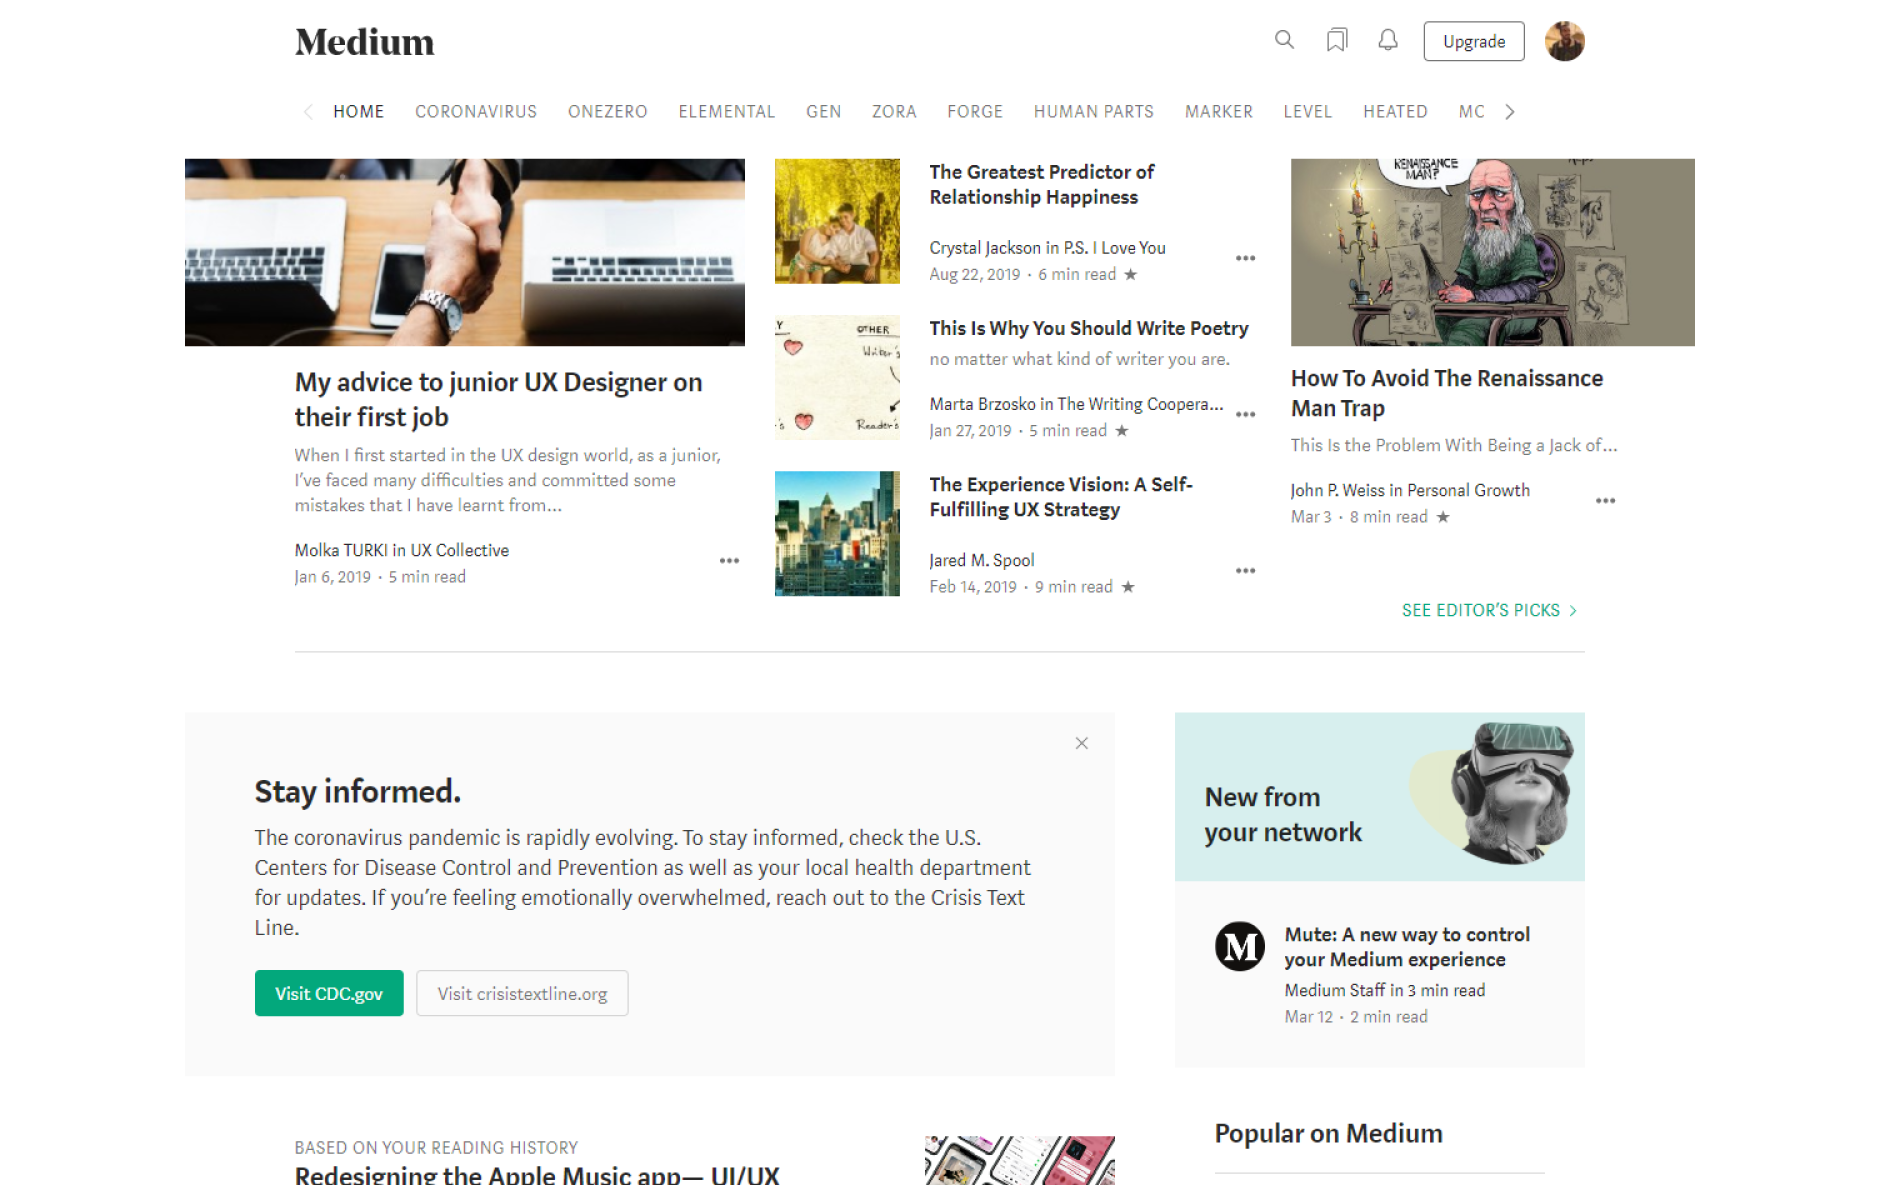 Medium
Upgrade
HOME CORONAVIRUS ONEZERO ELEMENTAL GEN ZORA FORGE HUMAN PARTS MARKER LEVEL HEATED MC
My advice to junior UX Designer on
their first job
When I first started in the UX design world, as a junior,
I've faced many difficulties and committed some
mistakes that I have learnt from...
Molka TURKI in UX Collective
Jan 6, 2019 · 5 min read
The Greatest Predictor of
Relationship Happiness
Crystal Jackson in P.S. I Love You
Aug 22, 2019 · 6 min read ★
OTHER
Writer's
Reader's
This Is Why You Should Write Poetry
no matter what kind of writer you are.
Marta Brzosko in The Writing Coopera...
Jan 27, 2019 · 5 min read ★
The Experience Vision: A Self-
Fulfilling UX Strategy
Jared M. Spool
Feb 14, 2019 · 9 min read ★
RENAISSANCE
MAN?
How To Avoid The Renaissance
Man Trap
This Is the Problem With Being a Jack of...
John P. Weiss in Personal Growth
Mar 3 · 8 min read ★
SEE EDITOR'S PICKS
Stay informed.
The coronavirus pandemic is rapidly evolving. To stay informed, check the U.S.
Centers for Disease Control and Prevention as well as your local health department
for updates. If you're feeling emotionally overwhelmed, reach out to the Crisis Text
Line.
Visit CDC.gov
Visit crisistextline.org
New from
your network
M
Mute: A new way to control
your Medium experience
Medium Staff in 3 min read
Mar 12 · 2 min read
BASED ON YOUR READING HISTORY
Redesigning the Apple Music app— UI/UX
Popular on Medium